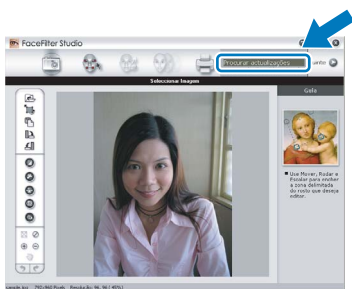 FaceFilter Studio
Procurar actualizações
Seleccionar Imagem
Guia
Use Mover, Rodar e
Escalar para encher
a zona delimitada
do rosto que deseja
editar.